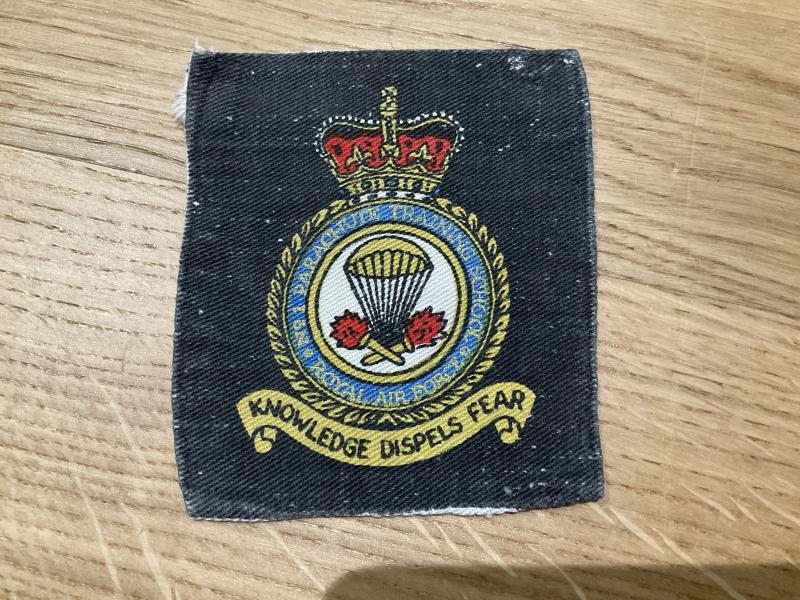 Nº 1 PARACHUTE TRAINING SCHOOL
ROYAL AIR FORCE
KNOWLEDGE DISPELS FEAR